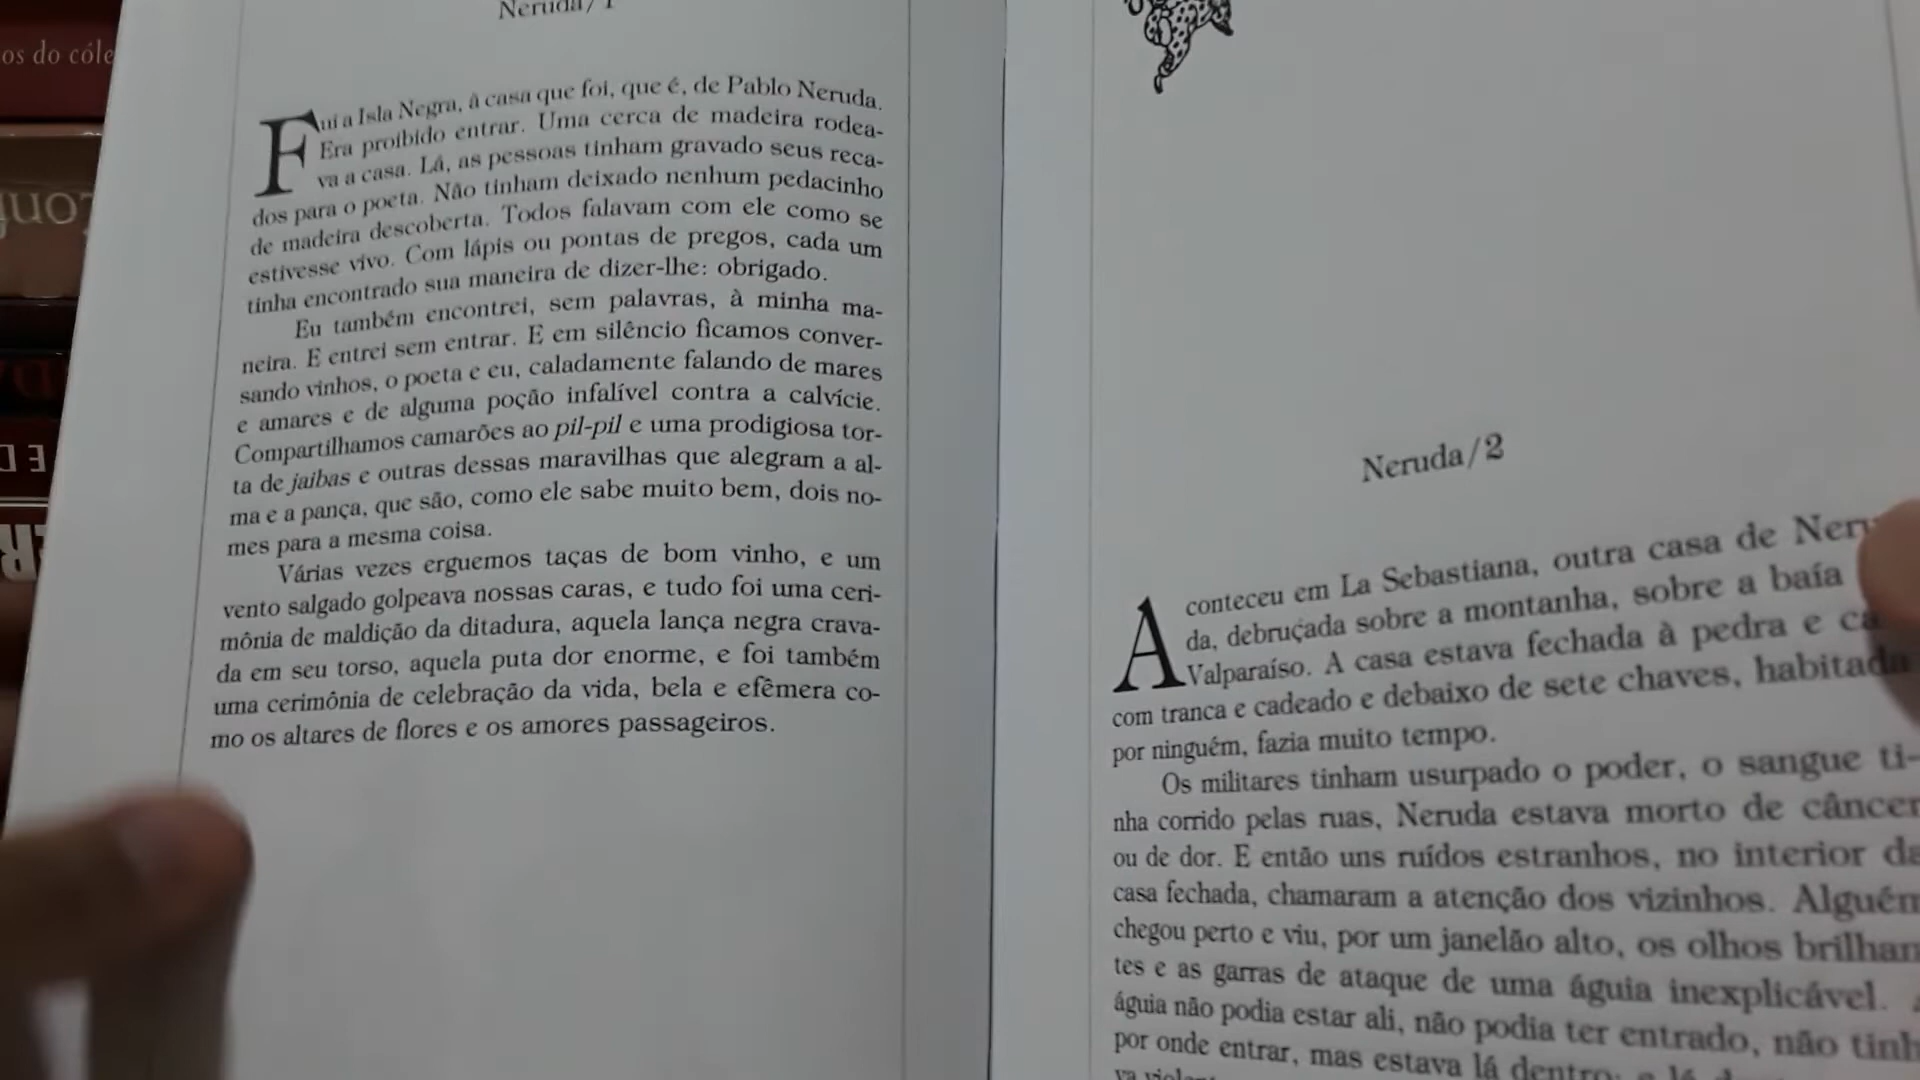 os do cóle
Neruda/1
Fui a Isla Negra, à casa que foi, que é, de Pablo Neruda.
Era proibido entrar. Uma cerca de madeira rodea-
va a casa. Lá, as pessoas tinham gravado seus reca-
dos para o poeta. Não tinham deixado nenhum pedacinho
de madeira descoberta. Todos falavam com ele como se
estivesse vivo. Com lápis ou pontas de pregos, cada um
tinha encontrado sua maneira de dizer-lhe: obrigado.
Eu também encontrei, sem palavras, à minha ma-
neira. E entrei sem entrar. E em silêncio ficamos conver-
sando vinhos, o poeta e eu, caladamente falando de mares
e amares e de alguma poção infalível contra a calvície.
Compartilhamos camarões ao pil-pil e uma prodigiosa tor-
ta de jaibas e outras dessas maravilhas que alegram a al-
ma e a pança, que são, como ele sabe muito bem, dois no-
mes para a mesma coisa.
Várias vezes erguemos taças de bom vinho, e um
vento salgado golpeava nossas caras, e tudo foi uma ceri-
mônia de maldição da ditadura, aquela lança negra crava-
da em seu torso, aquela puta dor enorme, e foi também
uma cerimônia de celebração da vida, bela e efêmera co-
mo os altares de flores e os amores passageiros.
Neruda/2
Aconteceu em La Sebastiana, outra casa de Neru
da, debruçada sobre a montanha, sobre a baía
Valparaíso. A casa estava fechada à pedra e ca
com tranca e cadeado e debaixo de sete chaves, habitada
por ninguém, fazia muito tempo.
Os militares tinham usurpado o poder, o sangue ti-
nha corrido pelas ruas, Neruda estava morto de câncer
ou de dor. E então uns ruídos estranhos, no interior da
casa fechada, chamaram a atenção dos vizinhos. Alguém
chegou perto e viu, por um janelão alto, os olhos brilhan
tes e as garras de ataque de uma águia inexplicável.
águia não podia estar ali, não podia ter entrado, não tinh
por onde entrar, mas estava lá dentro; e lá